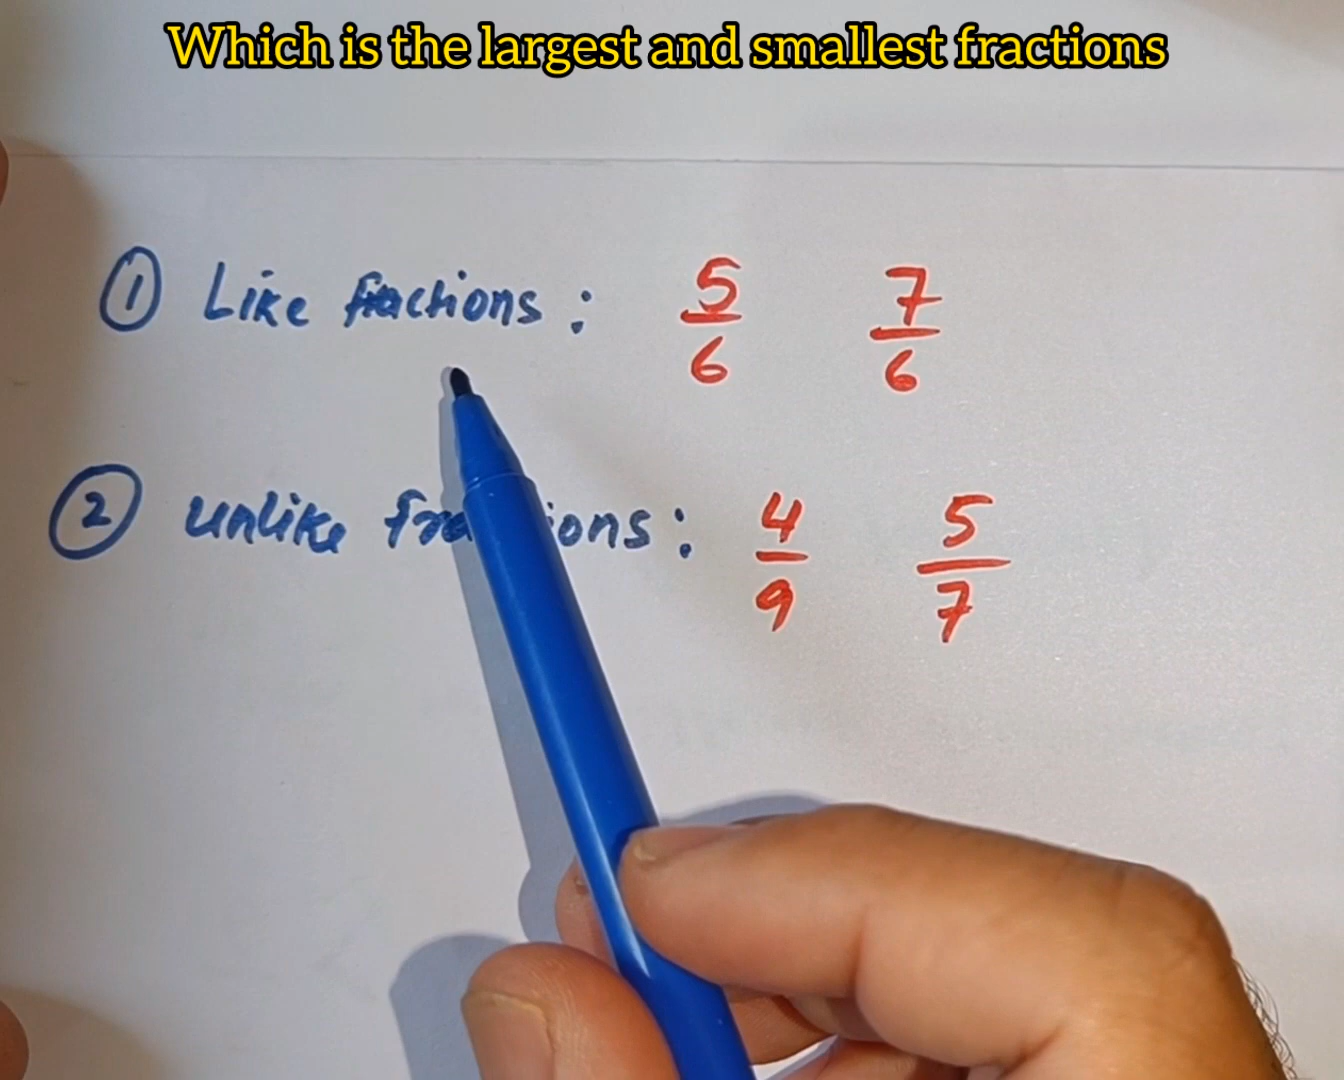 Which is the largest and smallest fractions
① Like fractions : 5/6 7/6
② unlike fractions : 4/9 5/7